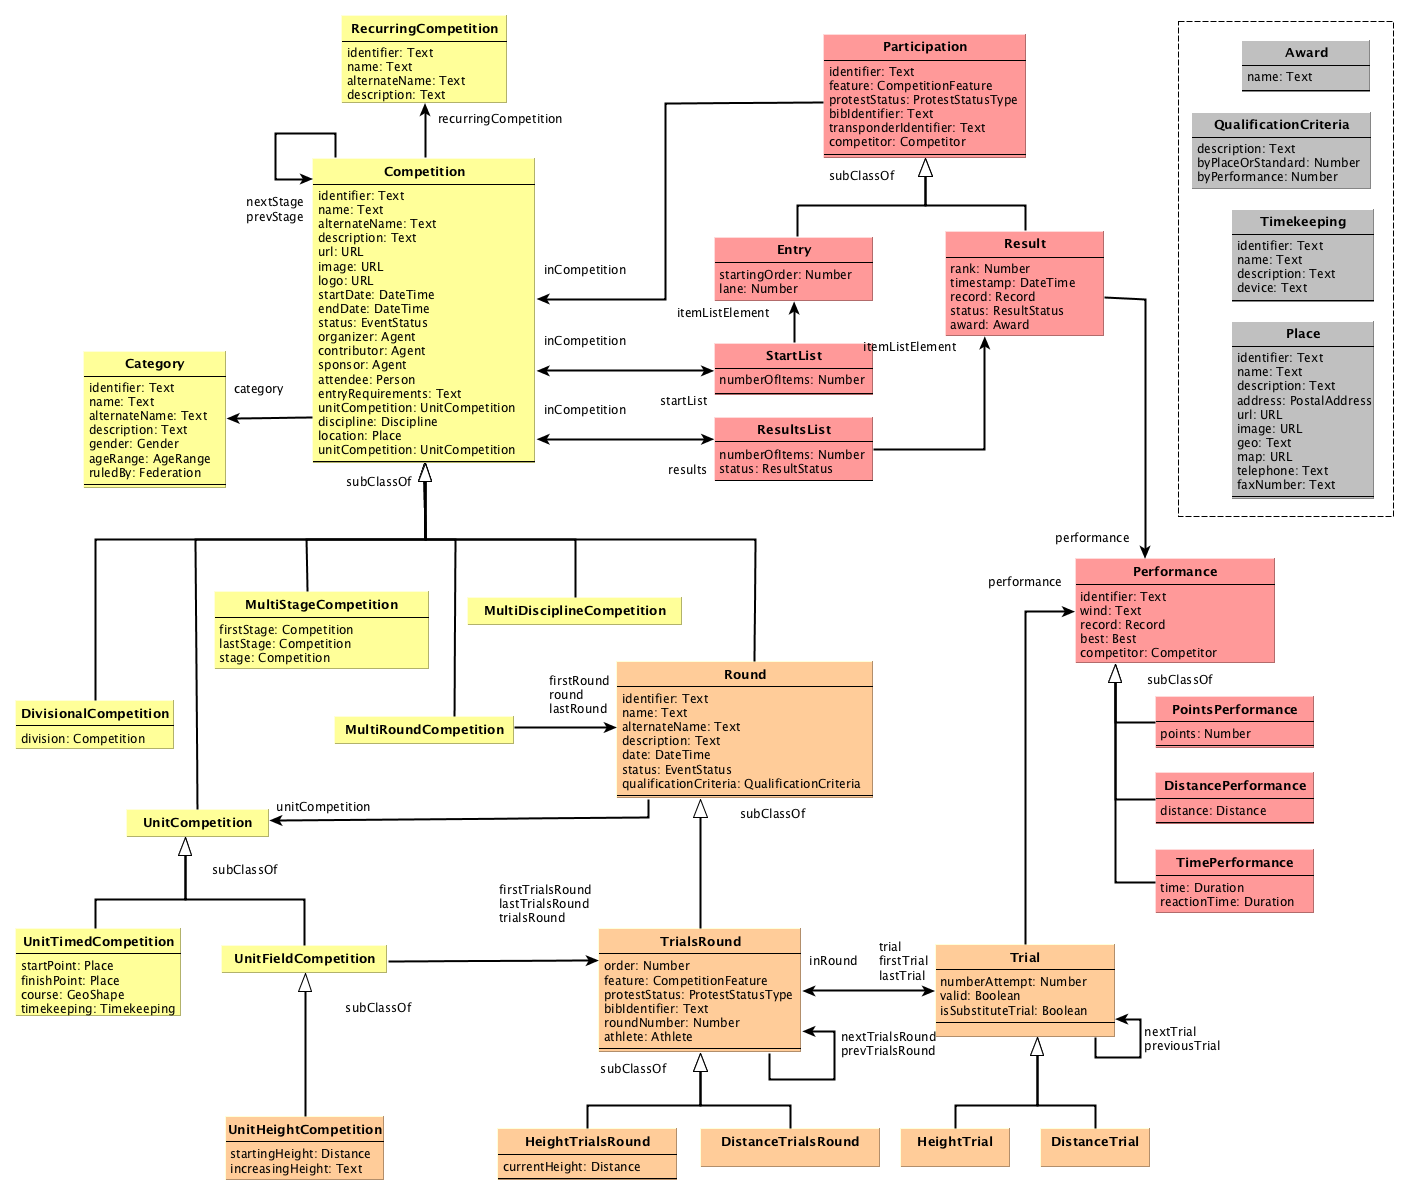 RecurringCompetition
identifier: Text
name: Text
alternateName: Text
description: Text
recurringCompetition
nextStage
prevStage
Competition
identifier: Text
name: Text
alternateName: Text
description: Text
url: URL
image: URL
logo: URL
startDate: DateTime
endDate: DateTime
status: EventStatus
organizer: Agent
contributor: Agent
sponsor: Agent
attendee: Person
entryRequirements: Text
unitCompetition: UnitCompetition
discipline: Discipline
location: Place
unitCompetition: UnitCompetition
subClassOf
Category
identifier: Text
name: Text
alternateName: Text
description: Text
gender: Gender
ageRange: AgeRange
ruledBy: Federation
category
Participation
identifier: Text
feature: CompetitionFeature
protestStatus: ProtestStatusType
bibIdentifier: Text
transponderIdentifier: Text
competitor: Competitor
subClassOf
inCompetition
Entry
startingOrder: Number
lane: Number
itemListElement
Result
rank: Number
timestamp: DateTime
record: Record
status: ResultStatus
award: Award
itemListElement
inCompetition
StartList
numberOfItems: Number
startList
inCompetition
ResultsList
numberOfItems: Number
status: ResultStatus
results
Award
name: Text
QualificationCriteria
description: Text
byPlaceOrStandard: Number
byPerformance: Number
Timekeeping
identifier: Text
name: Text
description: Text
device: Text
Place
identifier: Text
name: Text
description: Text
address: PostalAddress
url: URL
image: URL
geo: Text
map: URL
telephone: Text
faxNumber: Text
performance
performance
Performance
identifier: Text
wind: Text
record: Record
best: Best
competitor: Competitor
subClassOf
PointsPerformance
points: Number
DistancePerformance
distance: Distance
TimePerformance
time: Duration
reactionTime: Duration
MultiStageCompetition
firstStage: Competition
lastStage: Competition
stage: Competition
MultiDisciplineCompetition
DivisionalCompetition
division: Competition
MultiRoundCompetition
firstRound
round
lastRound
Round
identifier: Text
name: Text
alternateName: Text
description: Text
date: DateTime
status: EventStatus
qualificationCriteria: QualificationCriteria
subClassOf
unitCompetition
UnitCompetition
subClassOf
UnitTimedCompetition
startPoint: Place
finishPoint: Place
course: GeoShape
timekeeping: Timekeeping
UnitFieldCompetition
subClassOf
firstTrialsRound
lastTrialsRound
trialsRound
TrialsRound
order: Number
feature: CompetitionFeature
protestStatus: ProtestStatusType
bibIdentifier: Text
roundNumber: Number
athlete: Athlete
subClassOf
inRound
trial
firstTrial
lastTrial
nextTrialsRound
prevTrialsRound
Trial
numberAttempt: Number
valid: Boolean
isSubstituteTrial: Boolean
nextTrial
previousTrial
UnitHeightCompetition
startingHeight: Distance
increasingHeight: Text
HeightTrialsRound
currentHeight: Distance
DistanceTrialsRound
HeightTrial
DistanceTrial